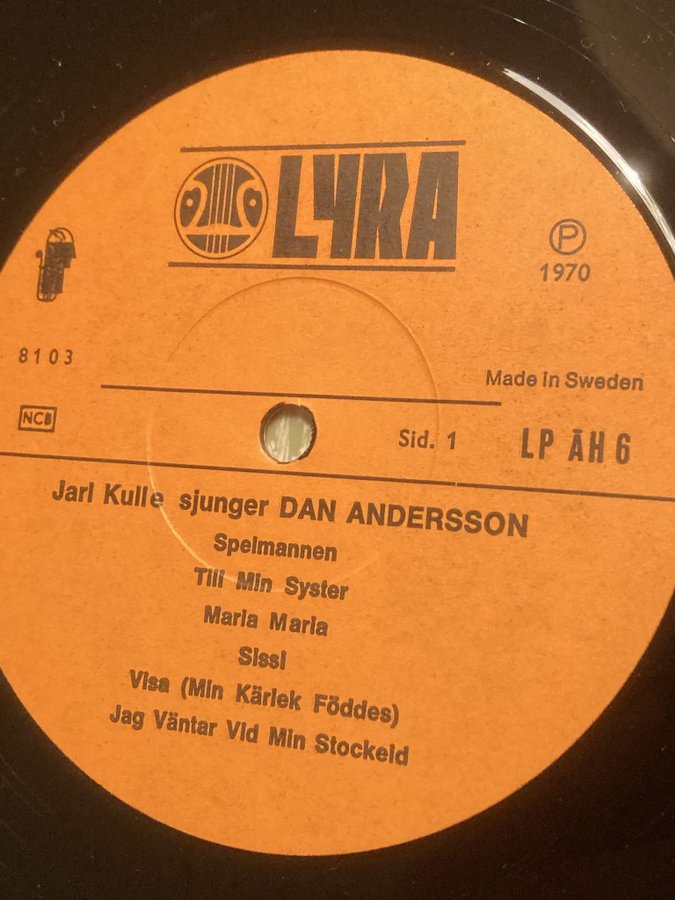 LYRA
Ⓟ
1970
8103
Made in Sweden
NCB
Sid. 1
LP ÄH 6
Jarl Kulle sjunger DAN ANDERSSON
Spelmannen
Till Min Syster
Maria Maria
Sissi
Visa (Min Kärlek Föddes)
Jag Väntar Vid Min Stockeld